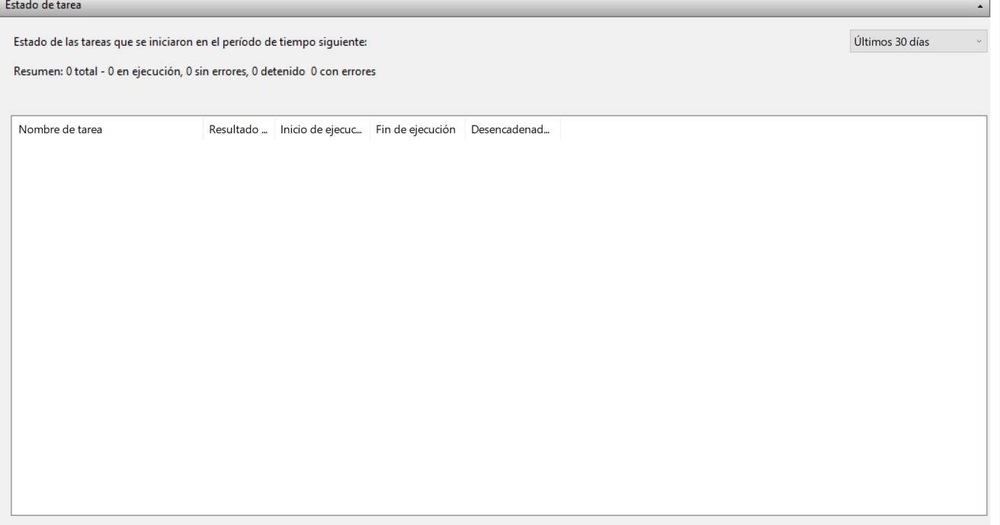 Estado de tarea
Estado de las tareas que se iniciaron en el período de tiempo siguiente:
Últimos 30 días
Resumen: 0 total - 0 en ejecución, 0 sin errores, 0 detenido  0 con errores
Nombre de tarea Resultado ... Inicio de ejecuc... Fin de ejecución Desencadenad...